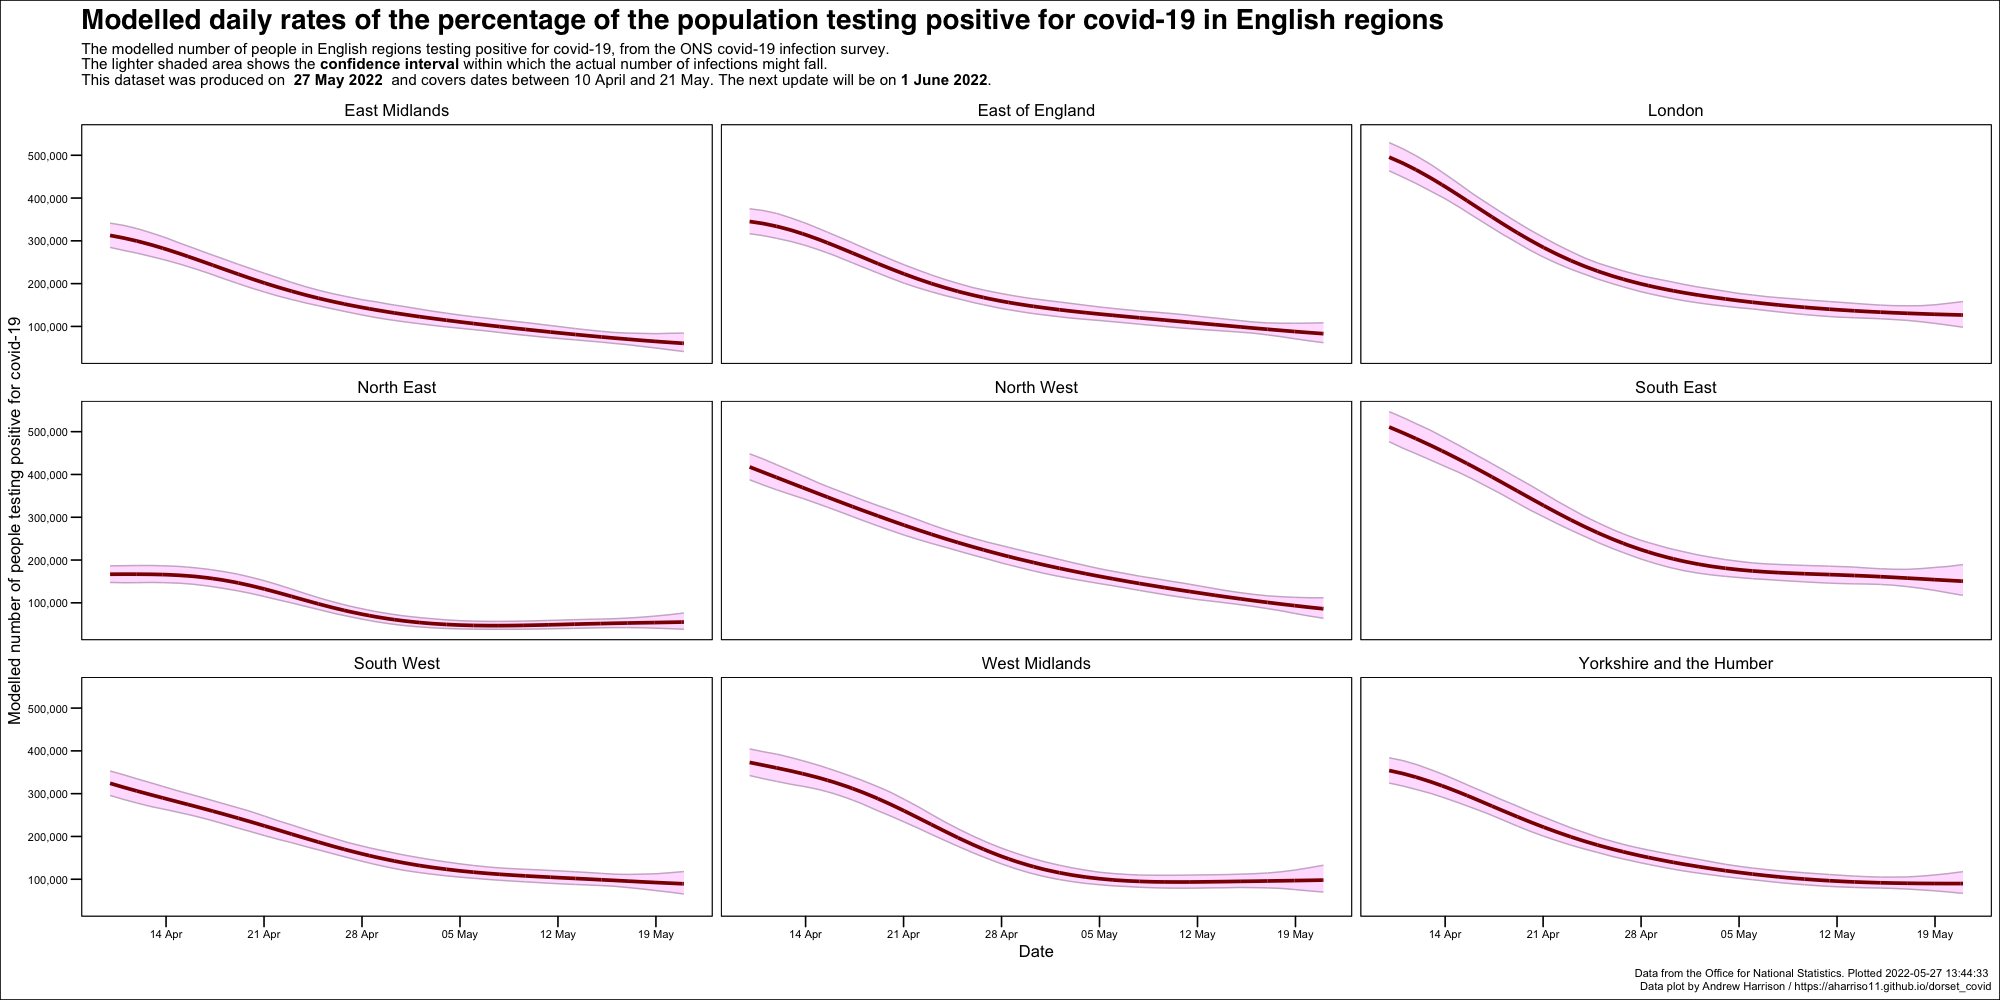 Modelled daily rates of the percentage of the population testing positive for covid-19 in English regions
The modelled number of people in English regions testing positive for covid-19, from the ONS covid-19 infection survey.
The lighter shaded area shows the confidence interval within which the actual number of infections might fall.
This dataset was produced on 27 May 2022 and covers dates between 10 April and 21 May. The next update will be on 1 June 2022.
Modelled number of people testing positive for covid-19
East Midlands
East of England
London
500,000
400,000
300,000
200,000
100,000
North East
North West
South East
500,000
400,000
300,000
200,000
100,000
South West
West Midlands
Yorkshire and the Humber
500,000
400,000
300,000
200,000
100,000
14 Apr 21 Apr 28 Apr 05 May 12 May 19 May
14 Apr 21 Apr 28 Apr 05 May 12 May 19 May
14 Apr 21 Apr 28 Apr 05 May 12 May 19 May
Date
Data from the Office for National Statistics. Plotted 2022-05-27 13:44:33
Data plot by Andrew Harrison / https://aharriso11.github.io/dorset_covid